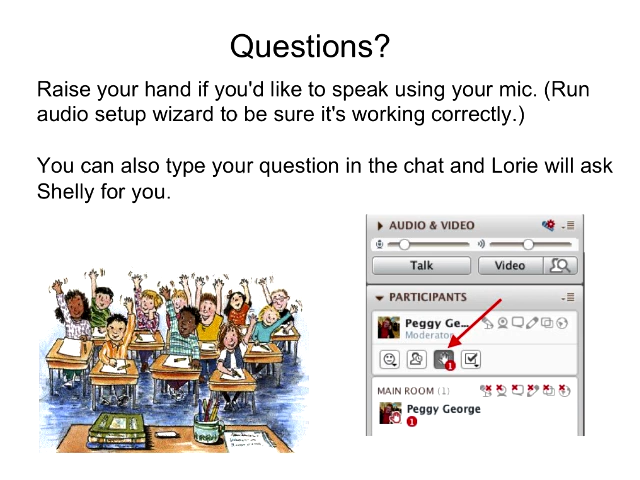 Questions?
Raise your hand if you'd like to speak using your mic. (Run
audio setup wizard to be sure it's working correctly.)
You can also type your question in the chat and Lorie will ask
Shelly for you.
AUDIO & VIDEO
Talk Video
PARTICIPANTS
Peggy Ge...
Moderator
1
MAIN ROOM (1)
Peggy George
1